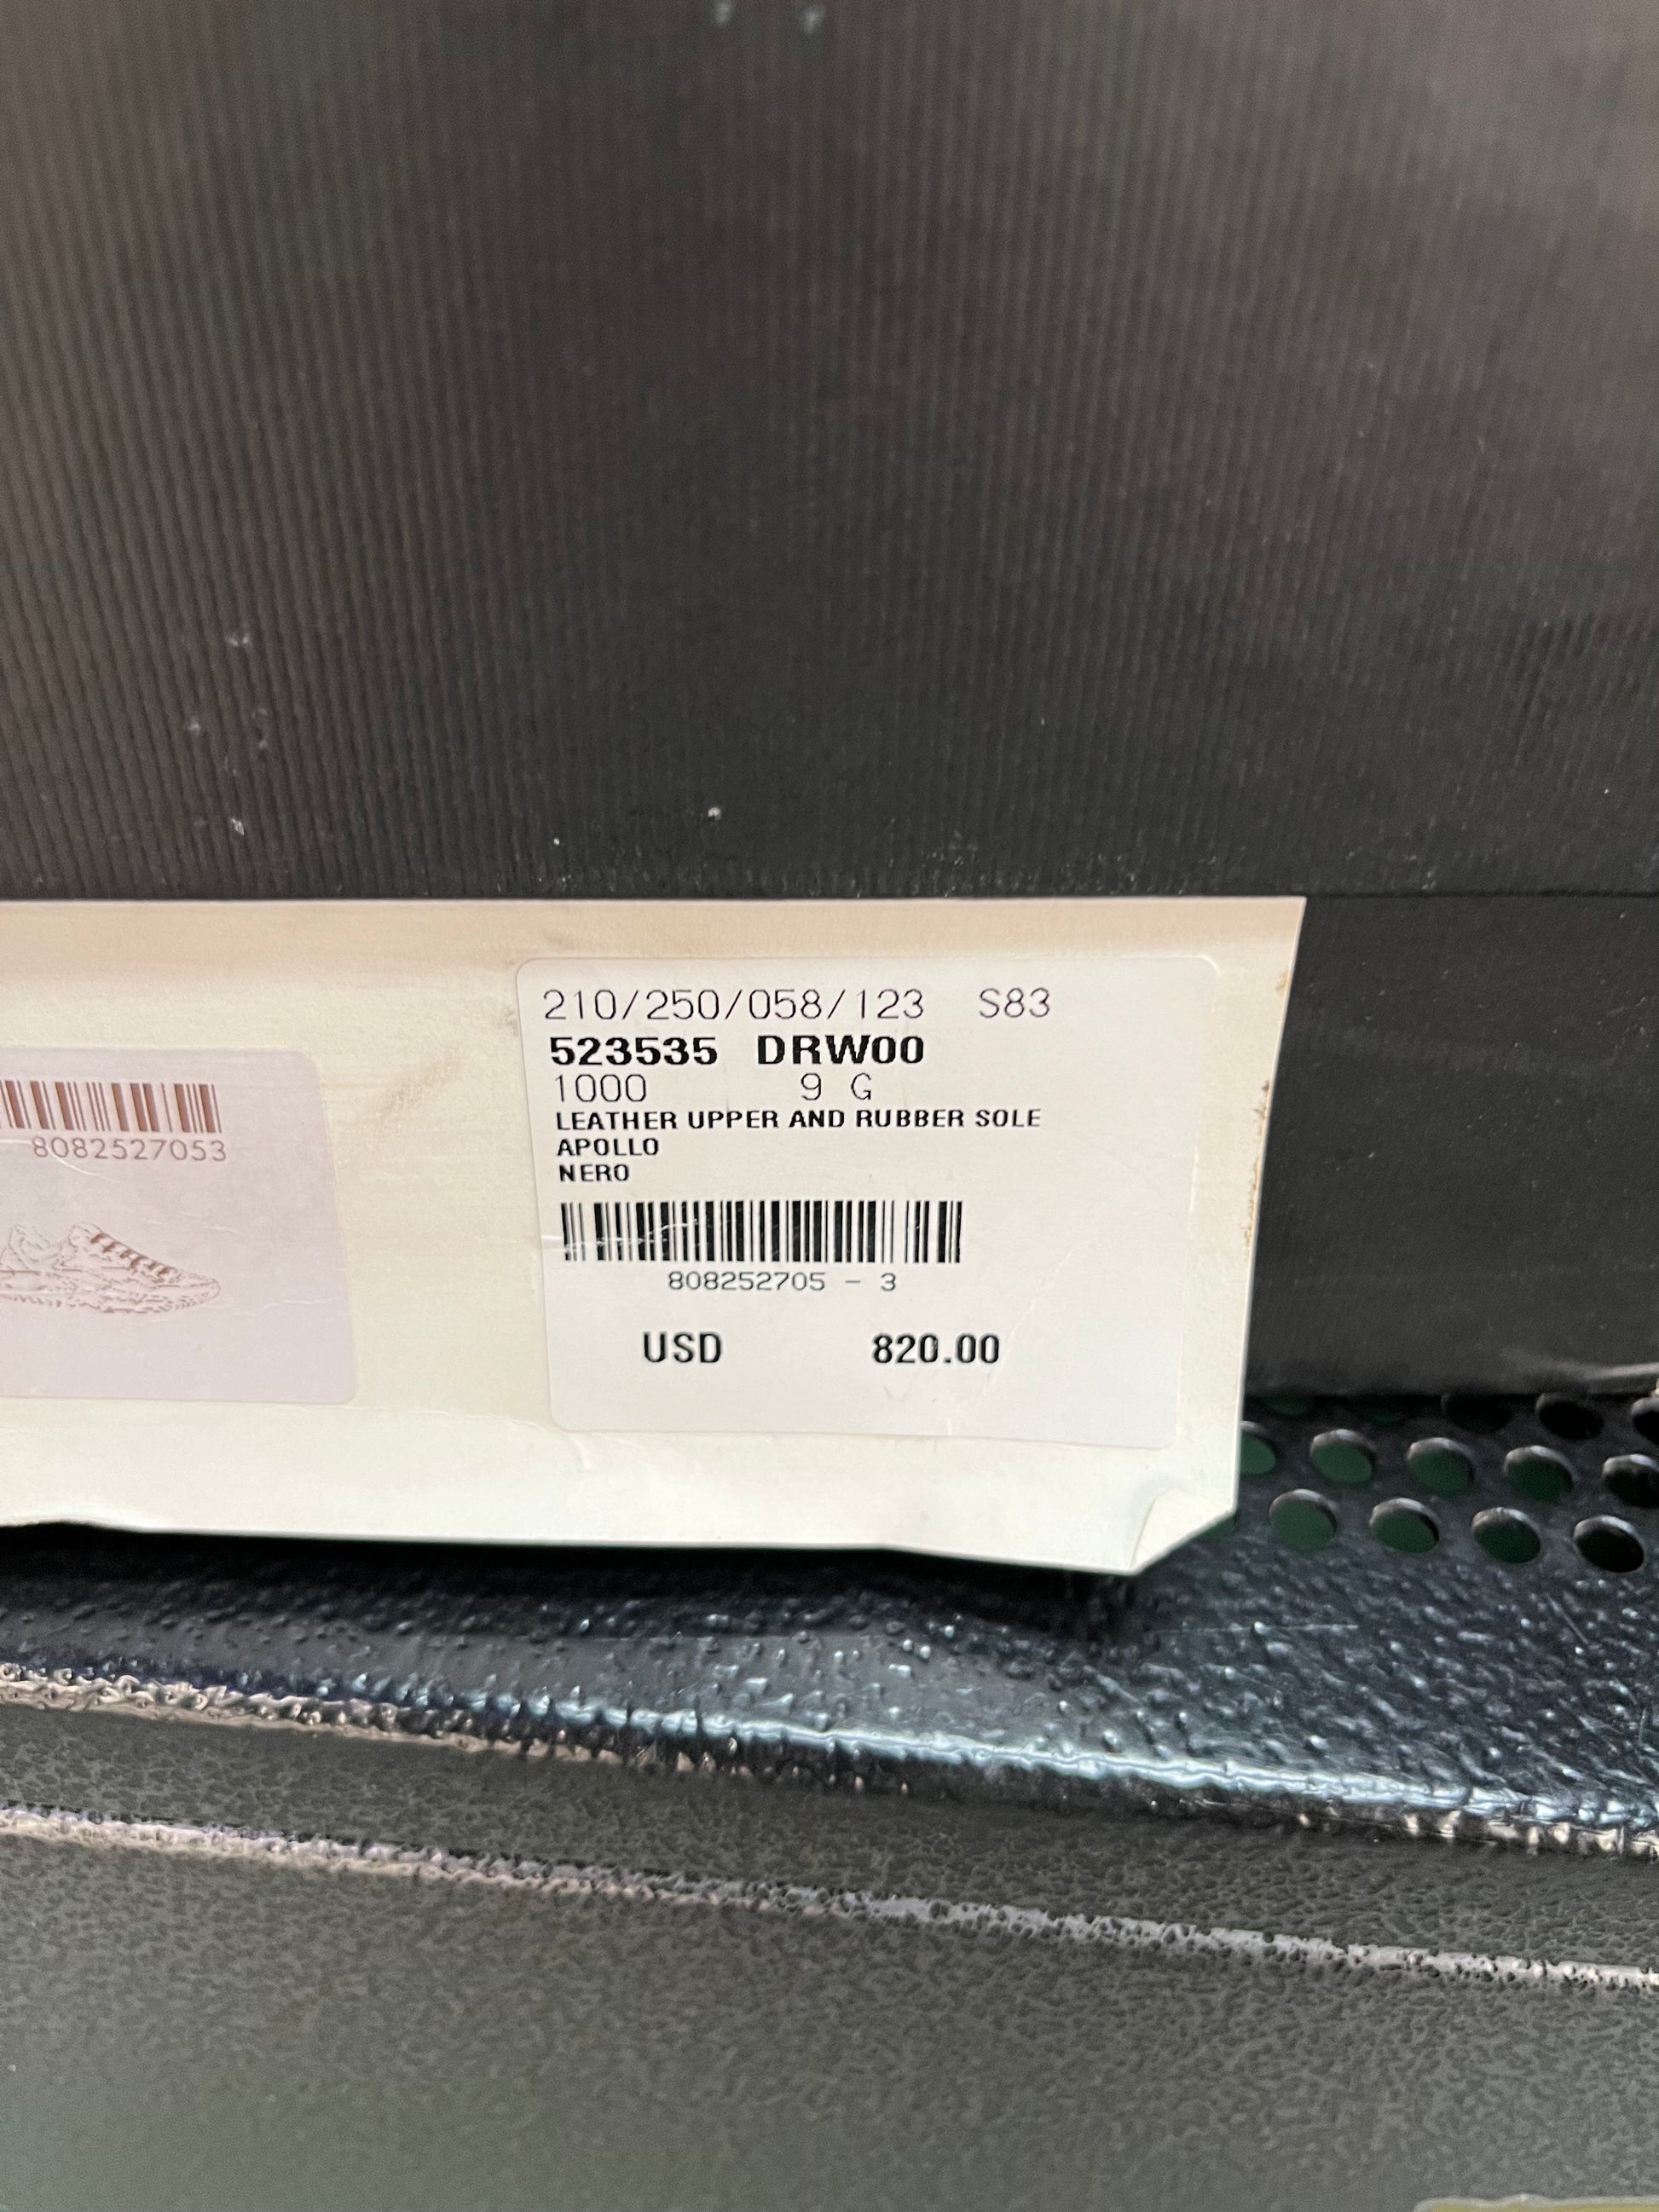 8082527053
210/250/058/123 S83
523535 DRW00
1000 9 G
LEATHER UPPER AND RUBBER SOLE
APOLLO
NERO
808252705 - 3
USD 820.00